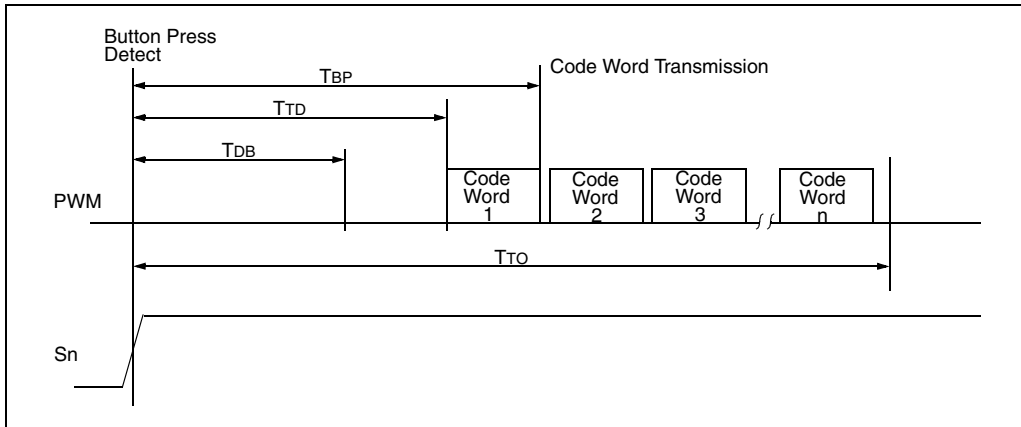 Button Press
Detect
TBP
Code Word Transmission
TTD
TDB
PWM
Code
Word
1
Code
Word
2
Code
Word
3
Code
Word
n
TTO
Sn